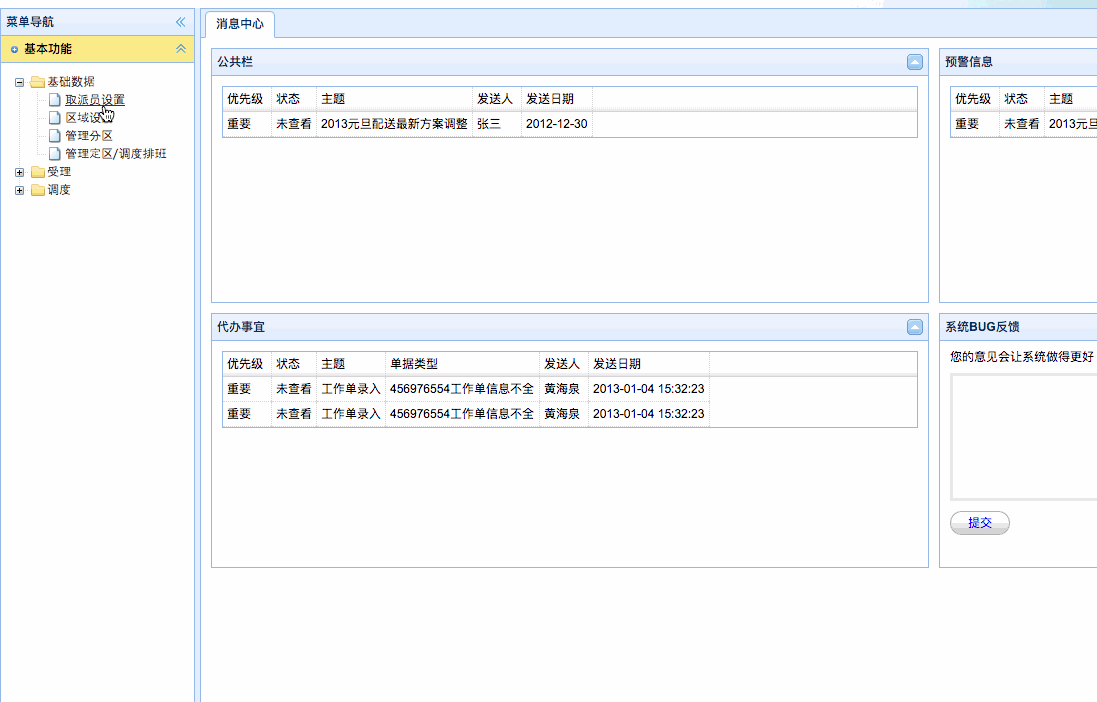 菜单导航
基本功能
基础数据
取派员设置
区域设
管理分区
管理定区/调度排班
受理
调度
消息中心
公共栏
优先级 状态 主题 发送人 发送日期
重要 未查看 2013元旦配送最新方案调整 张三 2012-12-30
预警信息
优先级 状态 主题
重要 未查看 2013元旦
代办事宜
优先级 状态 主题 单据类型 发送人 发送日期
重要 未查看 工作单录入 456976554工作单信息不全 黄海泉 2013-01-04 15:32:23
重要 未查看 工作单录入 456976554工作单信息不全 黄海泉 2013-01-04 15:32:23
系统BUG反馈
您的意见会让系统做得更好
提交